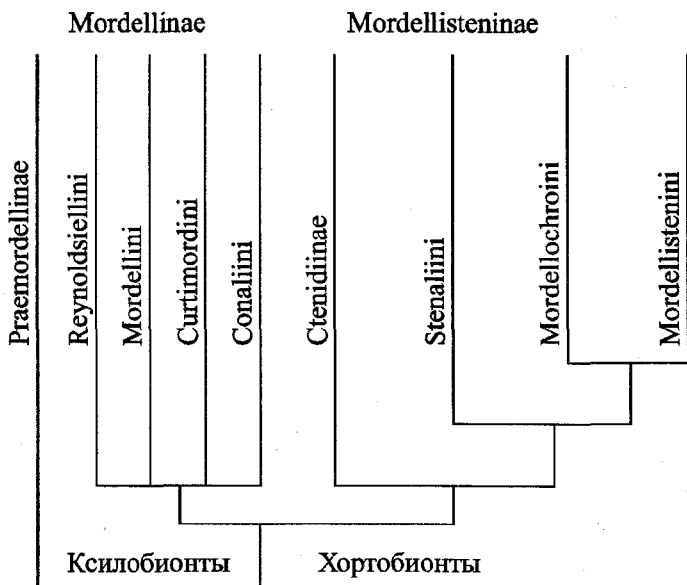 Mordellinae
Mordellisteninae
Praemordellinae
Reynoldsiellini
Mordellini
Curtimordini
Conaliini
Ctenidiinae
Stenaliini
Mordellochroini
Mordellistenini
Ксилобионты
Хортобионты